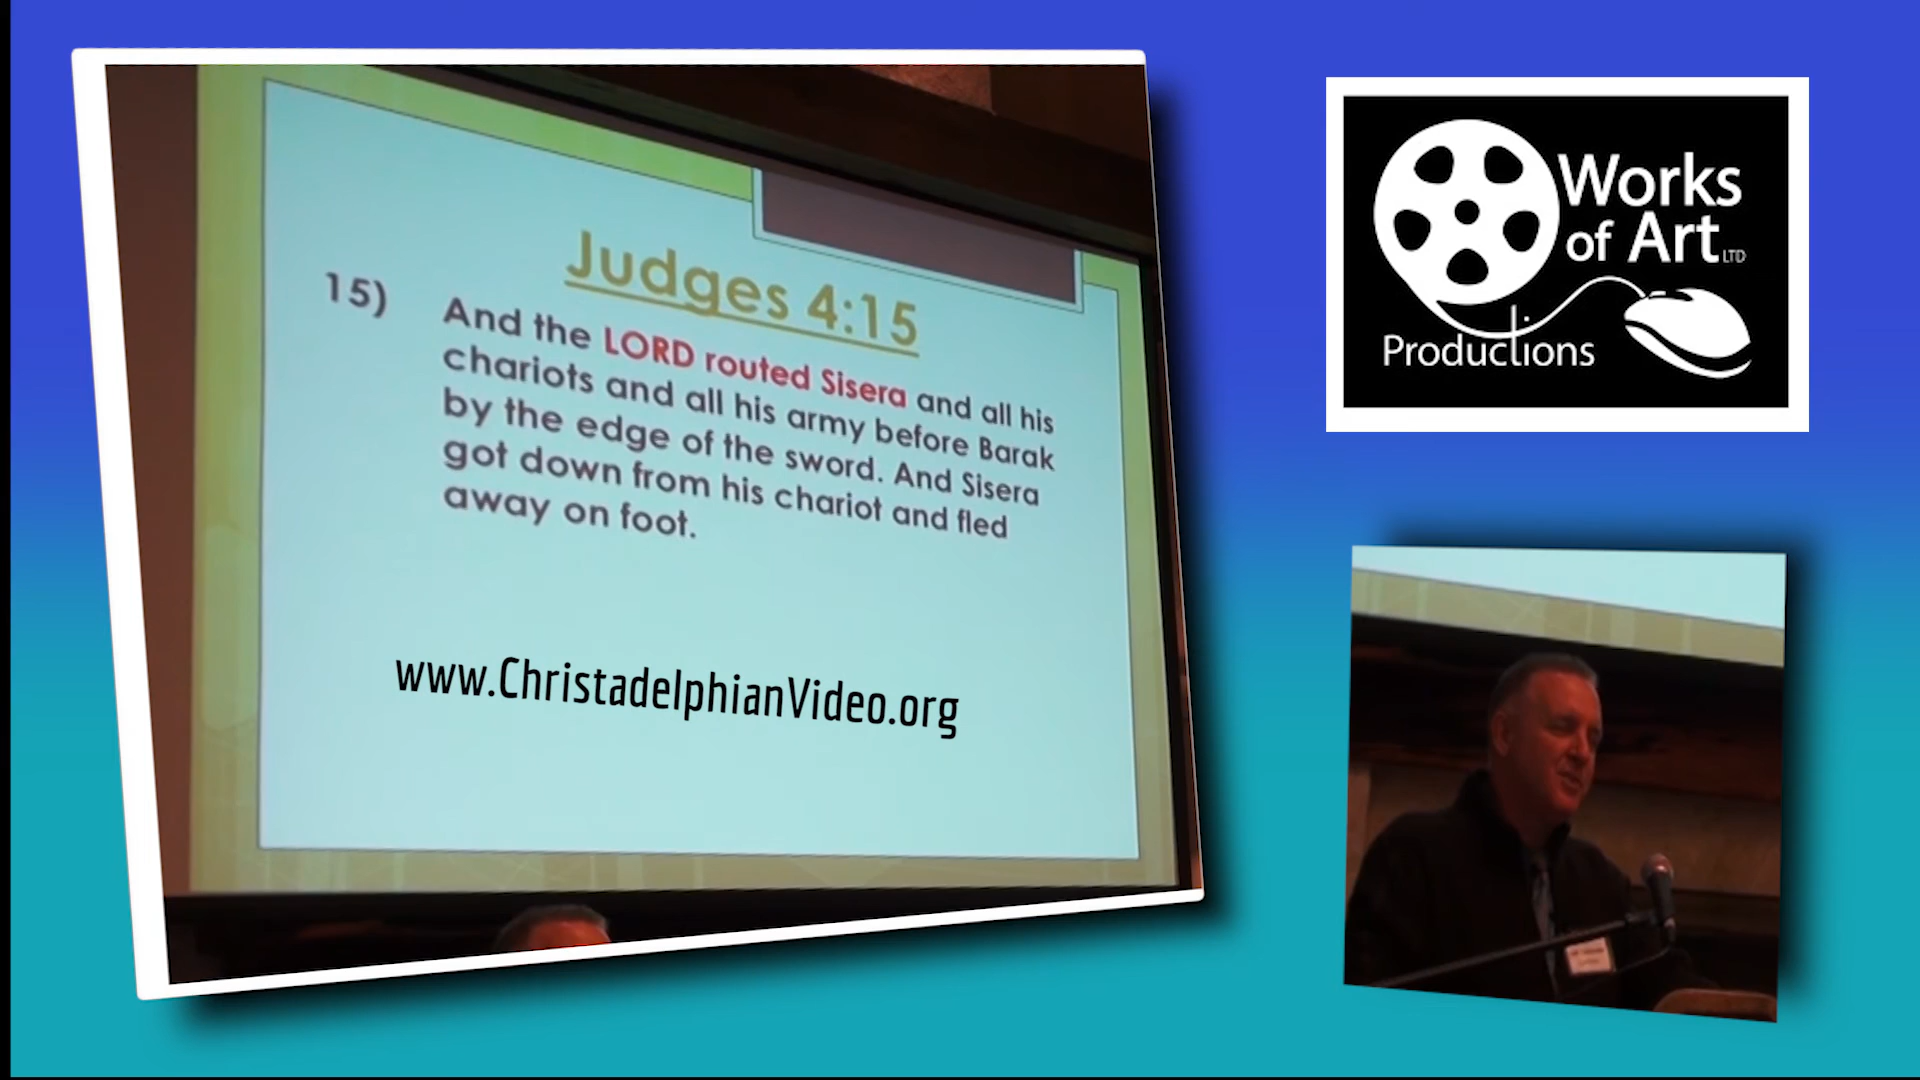 Judges 4:15
15) And the LORD routed Sisera and all his
chariots and all his army before Barak
by the edge of the sword. And Sisera
got down from his chariot and fled
away on foot.
www.ChristadelphianVideo.org
Works
of Art LTD
Productions